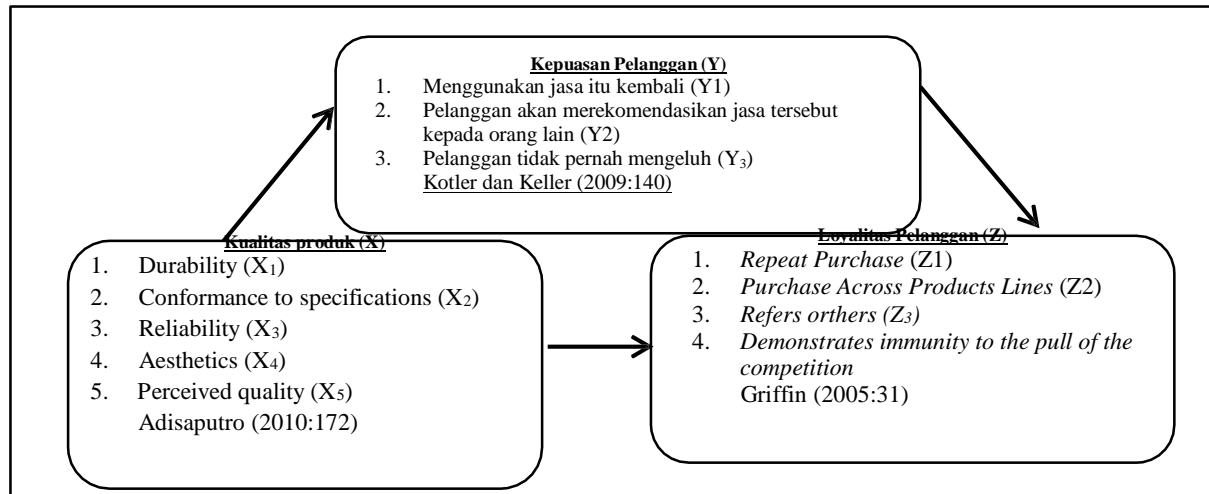 Kepuasan Pelanggan (Y)
1. Menggunakan jasa itu kembali (Y1)
2. Pelanggan akan merekomendasikan jasa tersebut
kepada orang lain (Y2)
3. Pelanggan tidak pernah mengeluh (Y₃)
Kotler dan Keller (2009:140)
Kualitas produk (X)
1. Durability (X₁)
2. Conformance to specifications (X₂)
3. Reliability (X₃)
4. Aesthetics (X₄)
5. Perceived quality (X₅)
Adisaputro (2010:172)
Loyalitas Pelanggan (Z)
1. Repeat Purchase (Z1)
2. Purchase Across Products Lines (Z2)
3. Refers orthers (Z₃)
4. Demonstrates immunity to the pull of the
competition
Griffin (2005:31)